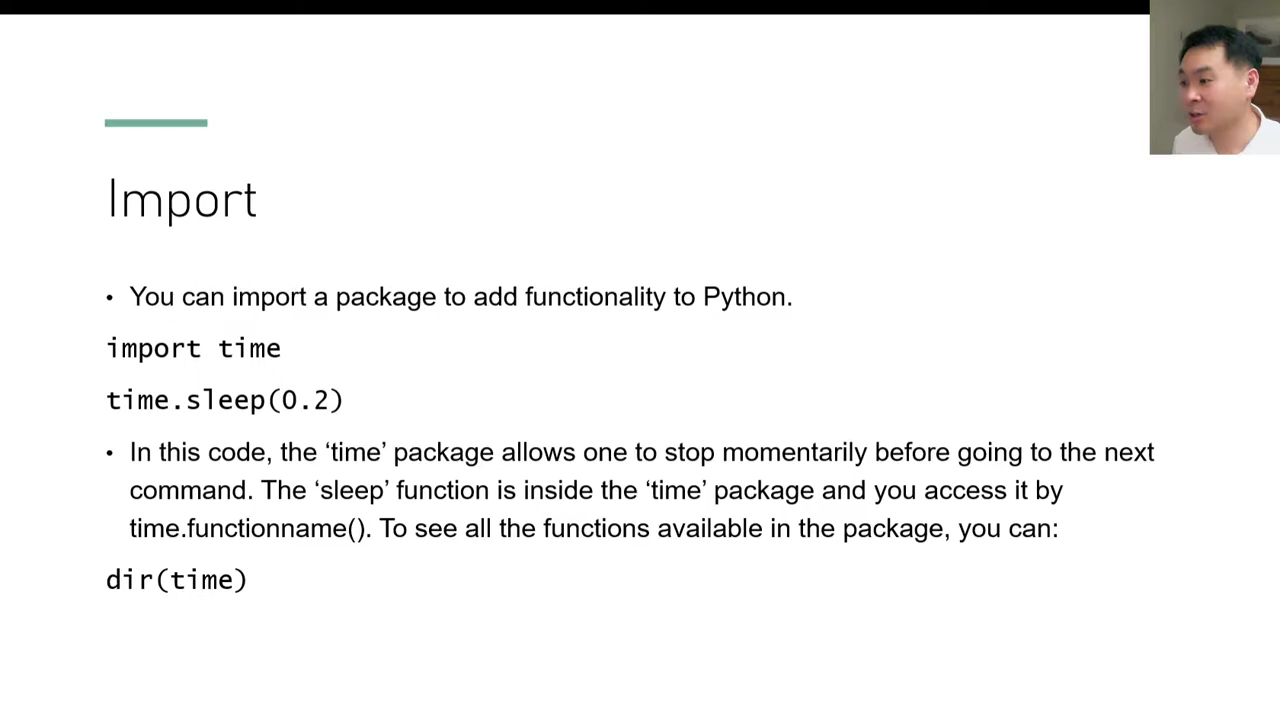 Import
• You can import a package to add functionality to Python.
import time
time.sleep(0.2)
• In this code, the ‘time’ package allows one to stop momentarily before going to the next
command. The ‘sleep’ function is inside the ‘time’ package and you access it by
time.functionname(). To see all the functions available in the package, you can:
dir(time)